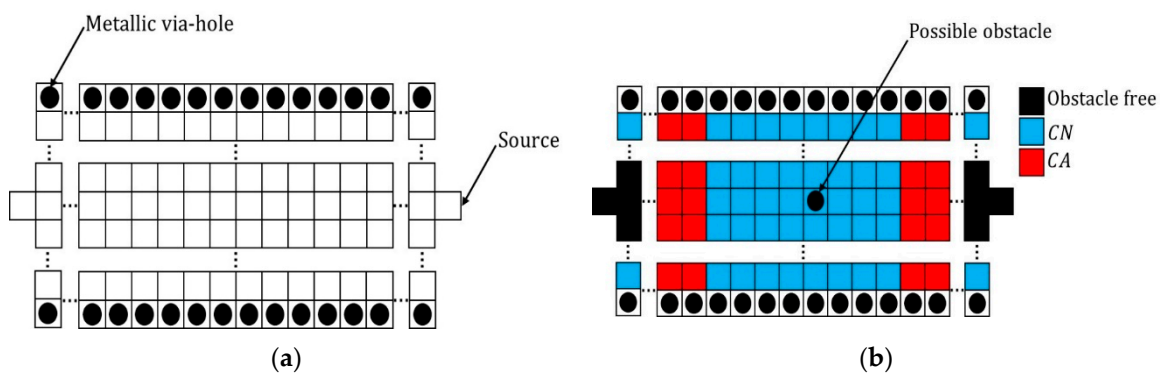 Metallic via-hole
Source
(a)
Possible obstacle
Obstacle free
CN
CA
(b)